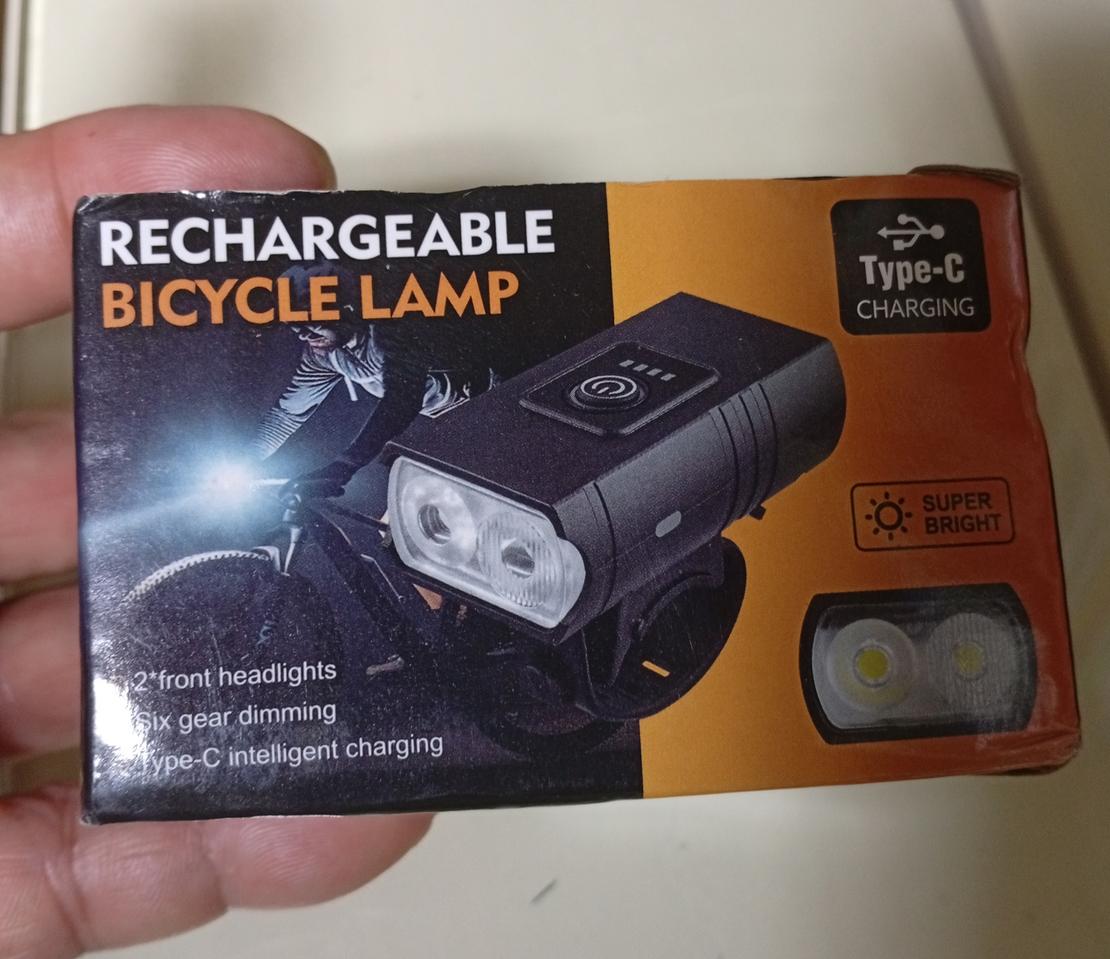 RECHARGEABLE
BICYCLE LAMP
Type-C
CHARGING
SUPER
BRIGHT
2*front headlights
Six gear dimming
Type-C intelligent charging